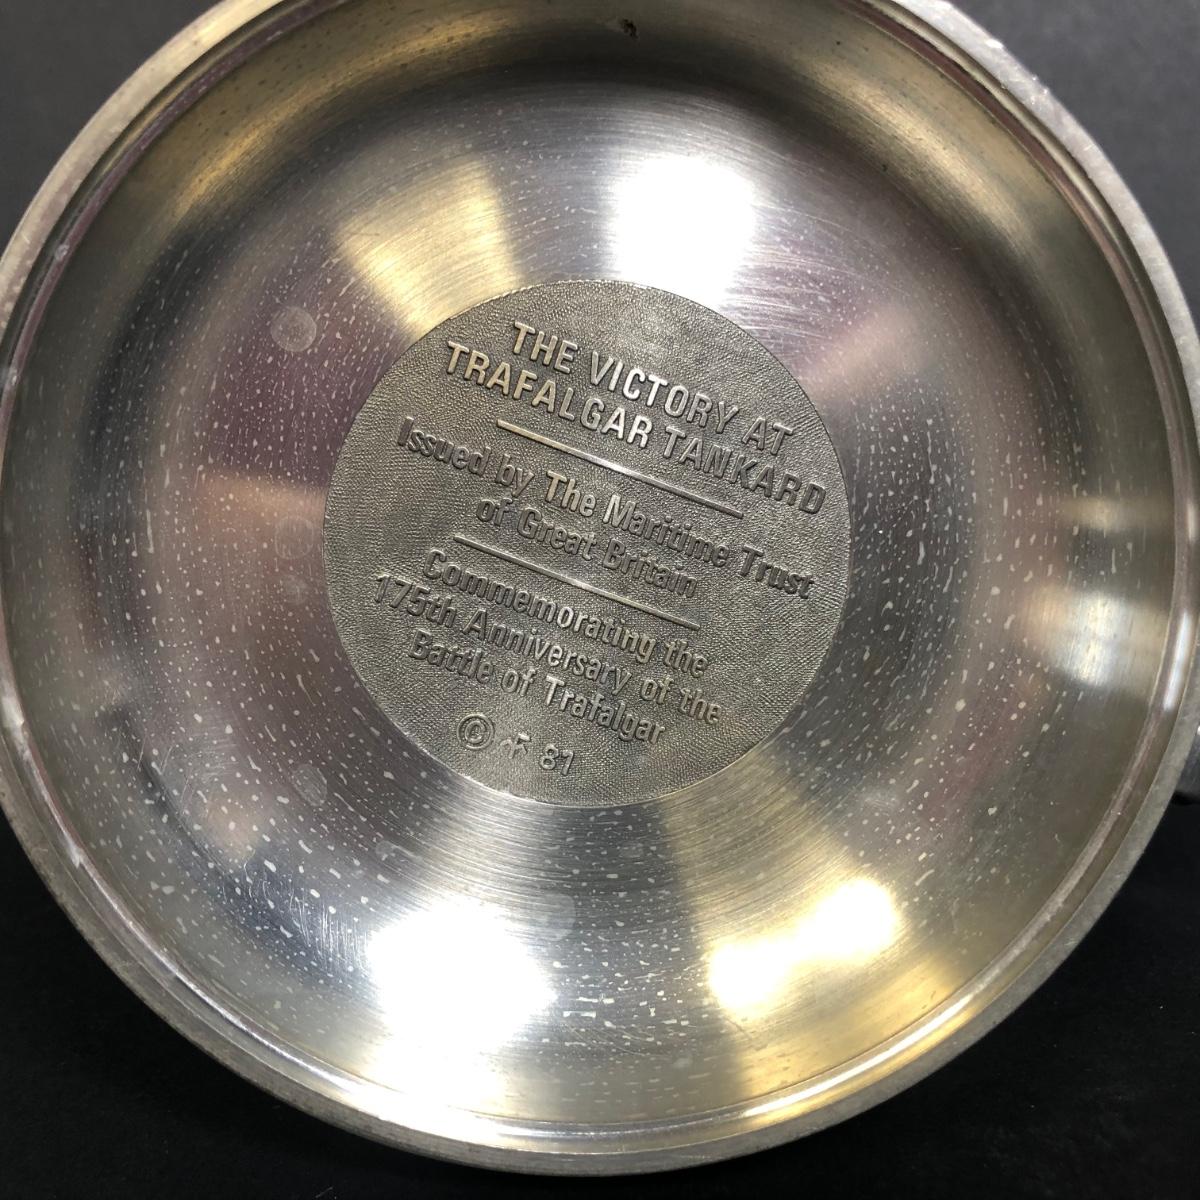 THE VICTORY AT
TRAFALGAR TANKARD
Issued by The Maritime Trust
of Great Britain
Commemorating the
175th Anniversary of the
Battle of Trafalgar
© 81